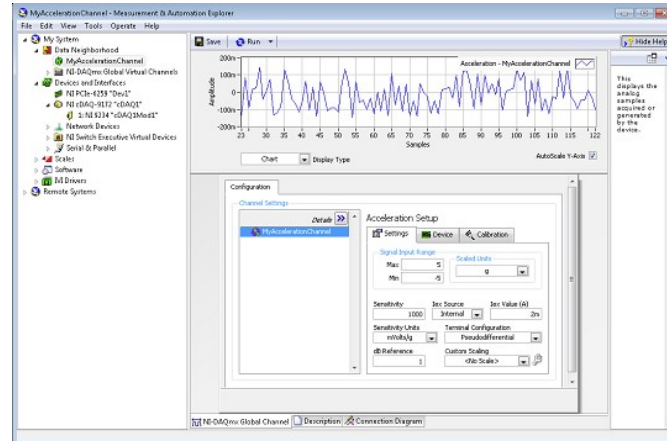 MyAccelerationChannel - Measurement & Automation Explorer
File Edit View Tools Operate Help
My System
Data Neighborhood
MyAccelerationChannel
NI-DAQmx Global Virtual Channels
Devices and Interfaces
NI PCIe-6259 "Dev1"
NI cDAQ-9172 "cDAQ1"
1: NI 9234 "cDAQ1Mod1"
Network Devices
NI Switch Executive Virtual Devices
Serial & Parallel
Scales
Software
IVI Drivers
Remote Systems
Save Run Hide Help
Acceleration - MyAccelerationChannel
Amplitude
200m
100m
0
-100m
-200m
23 30 35 40 45 50 55 60 65 70 75 80 85 90 95 100 105 110 115 122
Samples
Chart Display Type AutoScale Y-Axis
This
displays the
analog
samples
acquired or
generated
by the
device.
Configuration
Channel Settings
Details
MyAccelerationChannel
Acceleration Setup
Settings Device Calibration
Signal Input Range
Max 5
Min -5
Scaled Units
g
Sensitivity Iex Source Iex Value (A)
1000 Internal 2m
Sensitivity Units Terminal Configuration
mVolts/g Pseudodifferential
dB Reference Custom Scaling
1 <No Scale>
NI-DAQmx Global Channel Description Connection Diagram